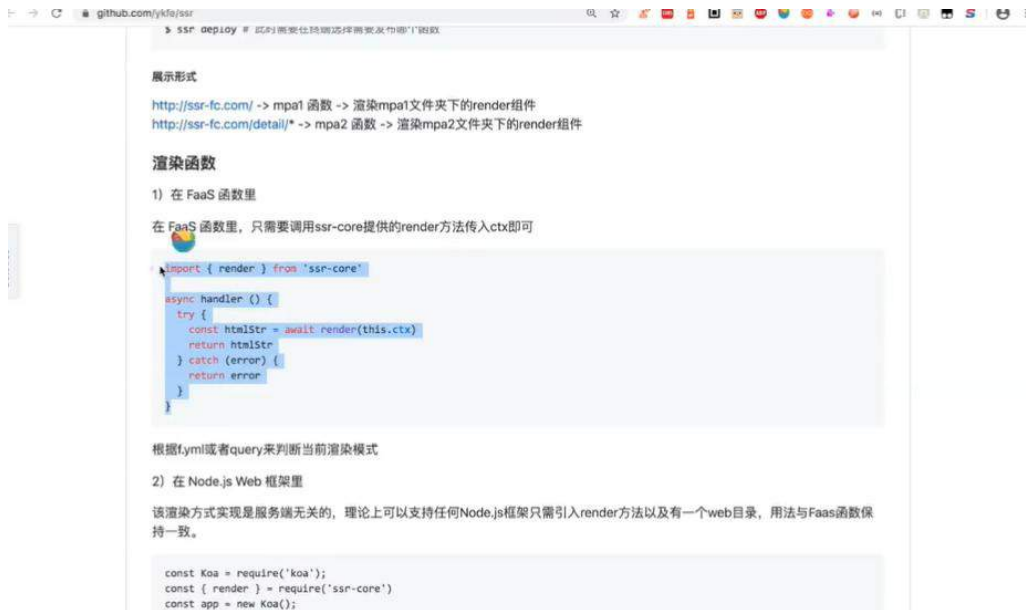 github.com/ykfe/ssr
$ ssr deploy # 此时需要在终端选择需要发布哪个函数
展示形式
http://ssr-fc.com/ -> mpa1 函数 -> 渲染mpa1文件夹下的render组件
http://ssr-fc.com/detail/* -> mpa2 函数 -> 渲染mpa2文件夹下的render组件
渲染函数
1）在 FaaS 函数里
在 FaaS 函数里，只需要调用ssr-core提供的render方法传入ctx即可
import { render } from 'ssr-core'
async handler () {
try {
const htmlStr = await render(this.ctx)
return htmlStr
} catch (error) {
return error
}
}
根据f.yml或者query来判断当前渲染模式
2）在 Node.js Web 框架里
该渲染方式实现是服务端无关的，理论上可以支持任何Node.js框架只需引入render方法以及有一个web目录，用法与Faas函数保
持一致。
const Koa = require('koa');
const { render } = require('ssr-core')
const app = new Koa();